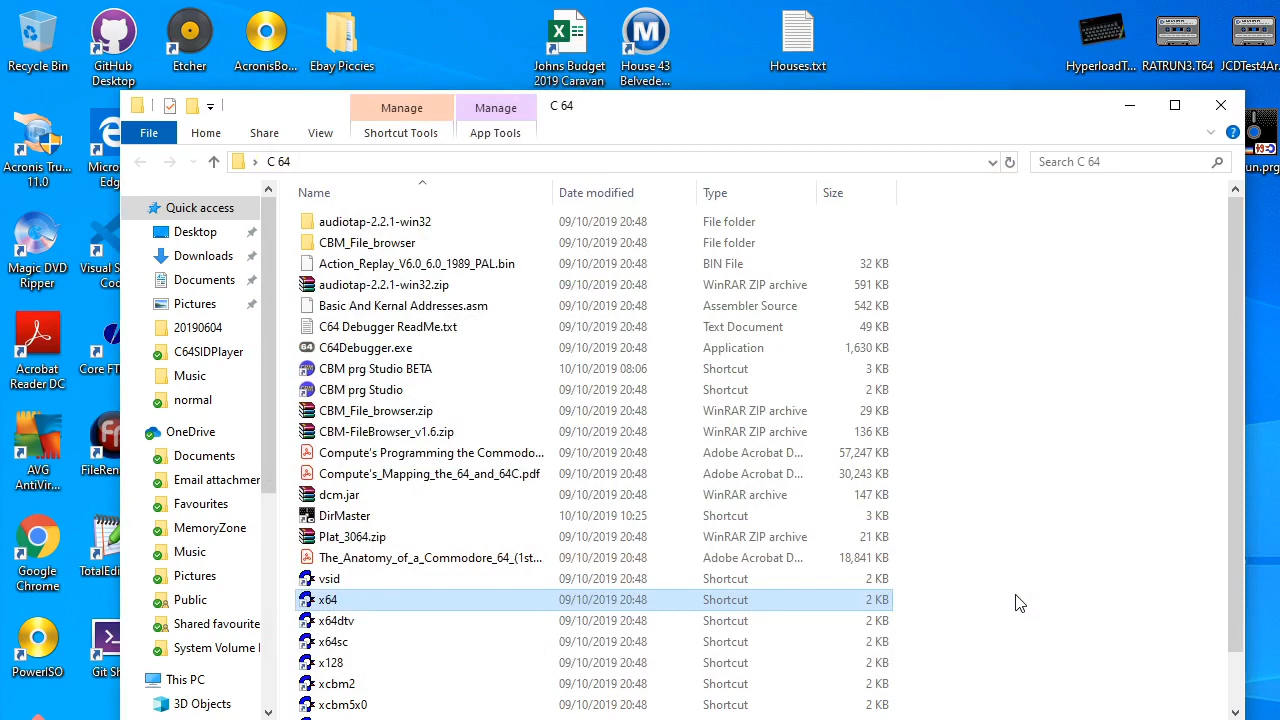 Recycle Bin
GitHub
Desktop
Etcher
AcronisBo...
Ebay Piccies
Johns Budget
2019 Caravan
House 43
Belvede...
Houses.txt
HyperloadT...
RATRUN3.T64
JCDTest4Ar.
Acronis Tru...
11.0
Micro
Edg
Magic DVD
Ripper
Visual S
Co
Acrobat
Reader DC
Core FT
AVG
AntiVir...
FileRen
Google
Chrome
TotalEdi
PowerISO
Git Sh
un.prg
Manage
Manage
C 64
File
Home
Share
View
Shortcut Tools
App Tools
C 64
Search C 64
Quick access
Desktop
Downloads
Documents
Pictures
20190604
C64SIDPlayer
Music
normal
OneDrive
Documents
Email attachmer
Favourites
MemoryZone
Music
Pictures
Public
Shared favourite
System Volume I
This PC
3D Objects
Name Date modified Type Size
audiotap-2.2.1-win32 09/10/2019 20:48 File folder
CBM_File_browser 09/10/2019 20:48 File folder
Action_Replay_V6.0_6.0_1989_PAL.bin 09/10/2019 20:48 BIN File 32 KB
audiotap-2.2.1-win32.zip 09/10/2019 20:48 WinRAR ZIP archive 591 KB
Basic And Kernal Addresses.asm 09/10/2019 20:48 Assembler Source 542 KB
C64 Debugger ReadMe.txt 09/10/2019 20:48 Text Document 49 KB
64 C64Debugger.exe 09/10/2019 20:48 Application 1,630 KB
CBM prg Studio BETA 10/10/2019 08:06 Shortcut 3 KB
CBM prg Studio 09/10/2019 20:48 Shortcut 2 KB
CBM_File_browser.zip 09/10/2019 20:48 WinRAR ZIP archive 29 KB
CBM-FileBrowser_v1.6.zip 09/10/2019 20:48 WinRAR ZIP archive 136 KB
Compute's Programming the Commodo... 09/10/2019 20:48 Adobe Acrobat D... 57,247 KB
Compute's_Mapping_the_64_and_64C.pdf 09/10/2019 20:48 Adobe Acrobat D... 30,243 KB
dcm.jar 09/10/2019 20:48 WinRAR archive 147 KB
DirMaster 10/10/2019 10:25 Shortcut 3 KB
Plat_3064.zip 09/10/2019 20:48 WinRAR ZIP archive 21 KB
The_Anatomy_of_a_Commodore_64_(1st... 09/10/2019 20:48 Adobe Acrobat D... 18,841 KB
vsid 09/10/2019 20:48 Shortcut 2 KB
x64 09/10/2019 20:48 Shortcut 2 KB
x64dtv 09/10/2019 20:48 Shortcut 2 KB
x64sc 09/10/2019 20:48 Shortcut 2 KB
x128 09/10/2019 20:48 Shortcut 2 KB
xcbm2 09/10/2019 20:48 Shortcut 2 KB
xcbm5x0 09/10/2019 20:48 Shortcut 2 KB